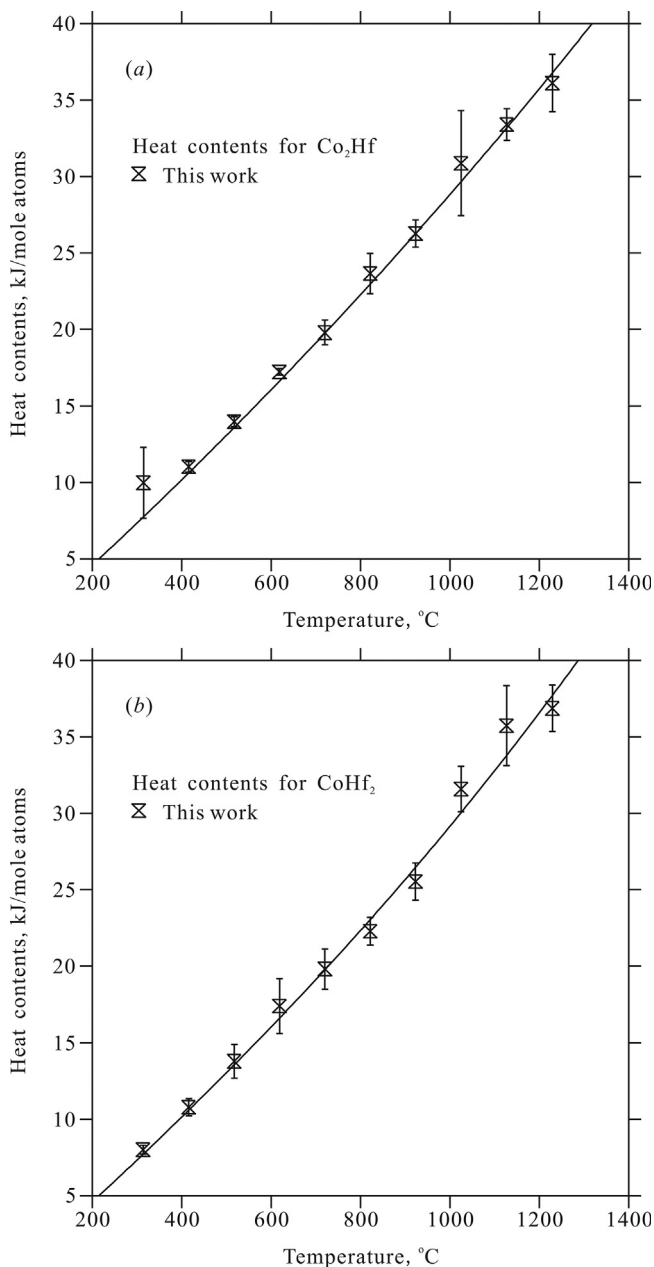 40
35
30
25
20
15
10
5
Heat contents, kJ/mole atoms
(a)
Heat contents for Co₂Hf
This work
200 400 600 800 1000 1200 1400
Temperature, °C
40
35
30
25
20
15
10
5
Heat contents, kJ/mole atoms
(b)
Heat contents for CoHf₂
This work
200 400 600 800 1000 1200 1400
Temperature, °C